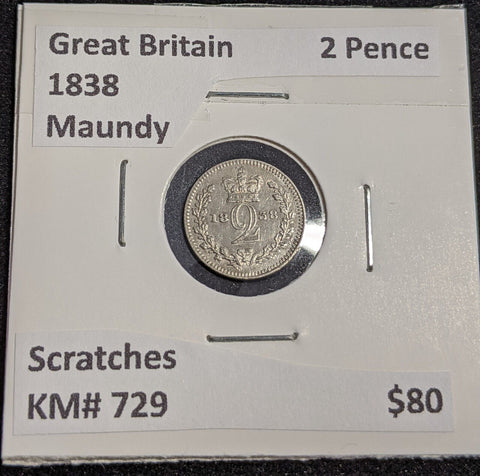 Great Britain 2 Pence
1838
Maundy
18 2 38
Scratches
KM# 729 $80